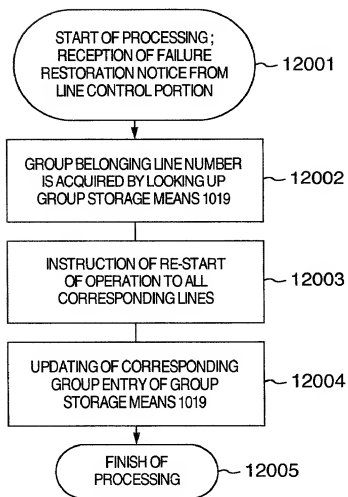 START OF PROCESSING ;
RECEPTION OF FAILURE
RESTORATION NOTICE FROM
LINE CONTROL PORTION
12001
GROUP BELONGING LINE NUMBER
IS ACQUIRED BY LOOKING UP
GROUP STORAGE MEANS 1019
12002
INSTRUCTION OF RE-START
OF OPERATION TO ALL
CORRESPONDING LINES
12003
UPDATING OF CORRESPONDING
GROUP ENTRY OF GROUP
STORAGE MEANS 1019
12004
FINISH OF
PROCESSING
12005